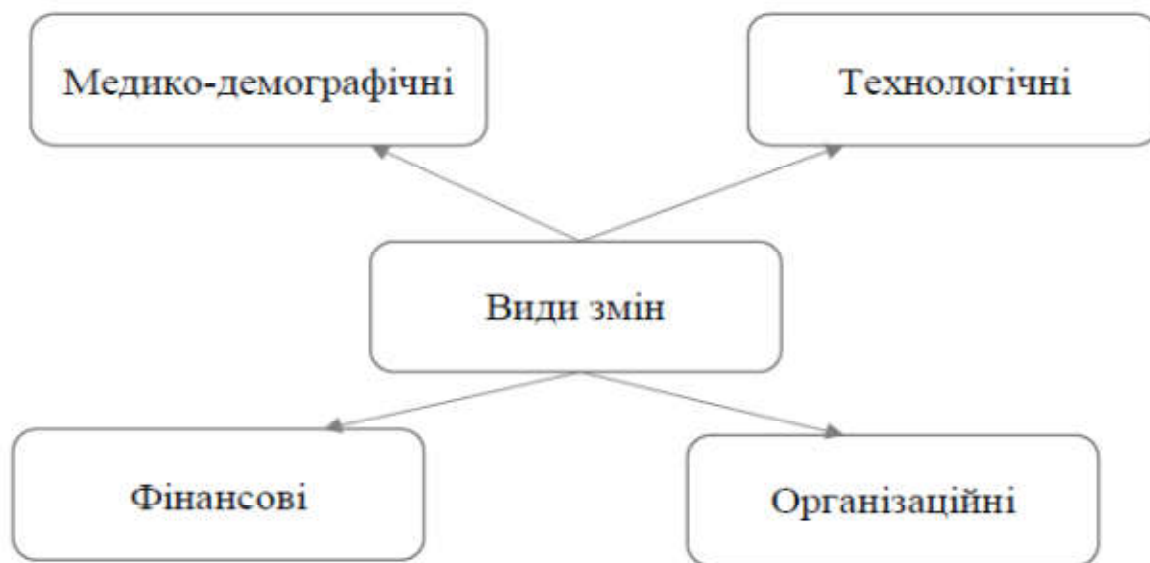 Медико-демографічні
Технологічні
Види змін
Фінансові
Організаційні